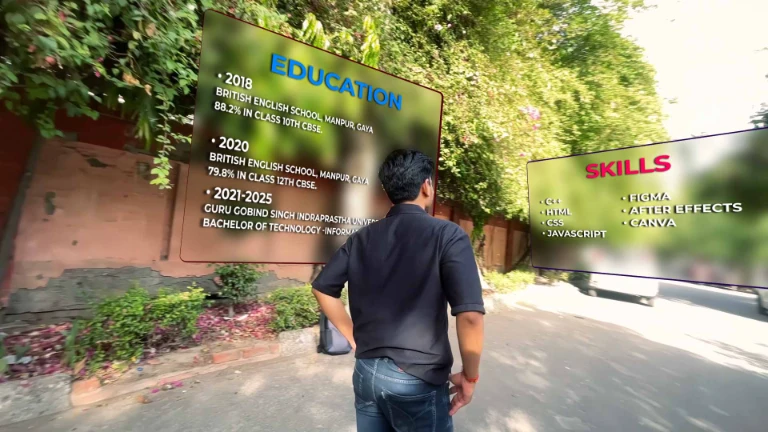 EDUCATION
• 2018
BRITISH ENGLISH SCHOOL, MANPUR, GAYA
88.2% IN CLASS 10TH CBSE.
• 2020
BRITISH ENGLISH SCHOOL, MANPUR, GAYA
79.8% IN CLASS 12TH CBSE.
• 2021-2025
GURU GOBIND SINGH INDRAPRASTHA
BACHELOR OF TECHNOLOGY
SKILLS
• C++
• HTML
• CSS
• JAVASCRIPT
• FIGMA
• AFTER EFFECTS
• CANVA